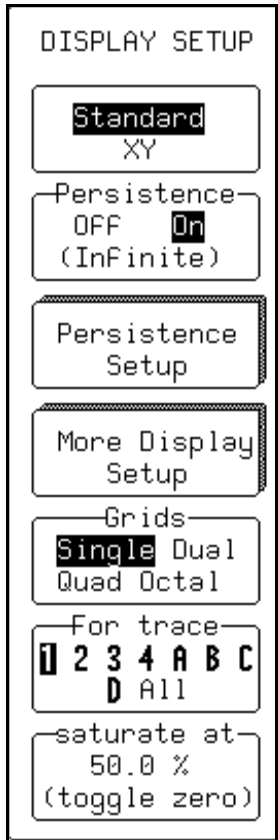 DISPLAY SETUP
Standard
XY
Persistence
OFF On
(Infinite)
Persistence
Setup
More Display
Setup
Grids
Single Dual
Quad Octal
For trace
1 2 3 4 A B C
D All
saturate at
50.0 %
(toggle zero)